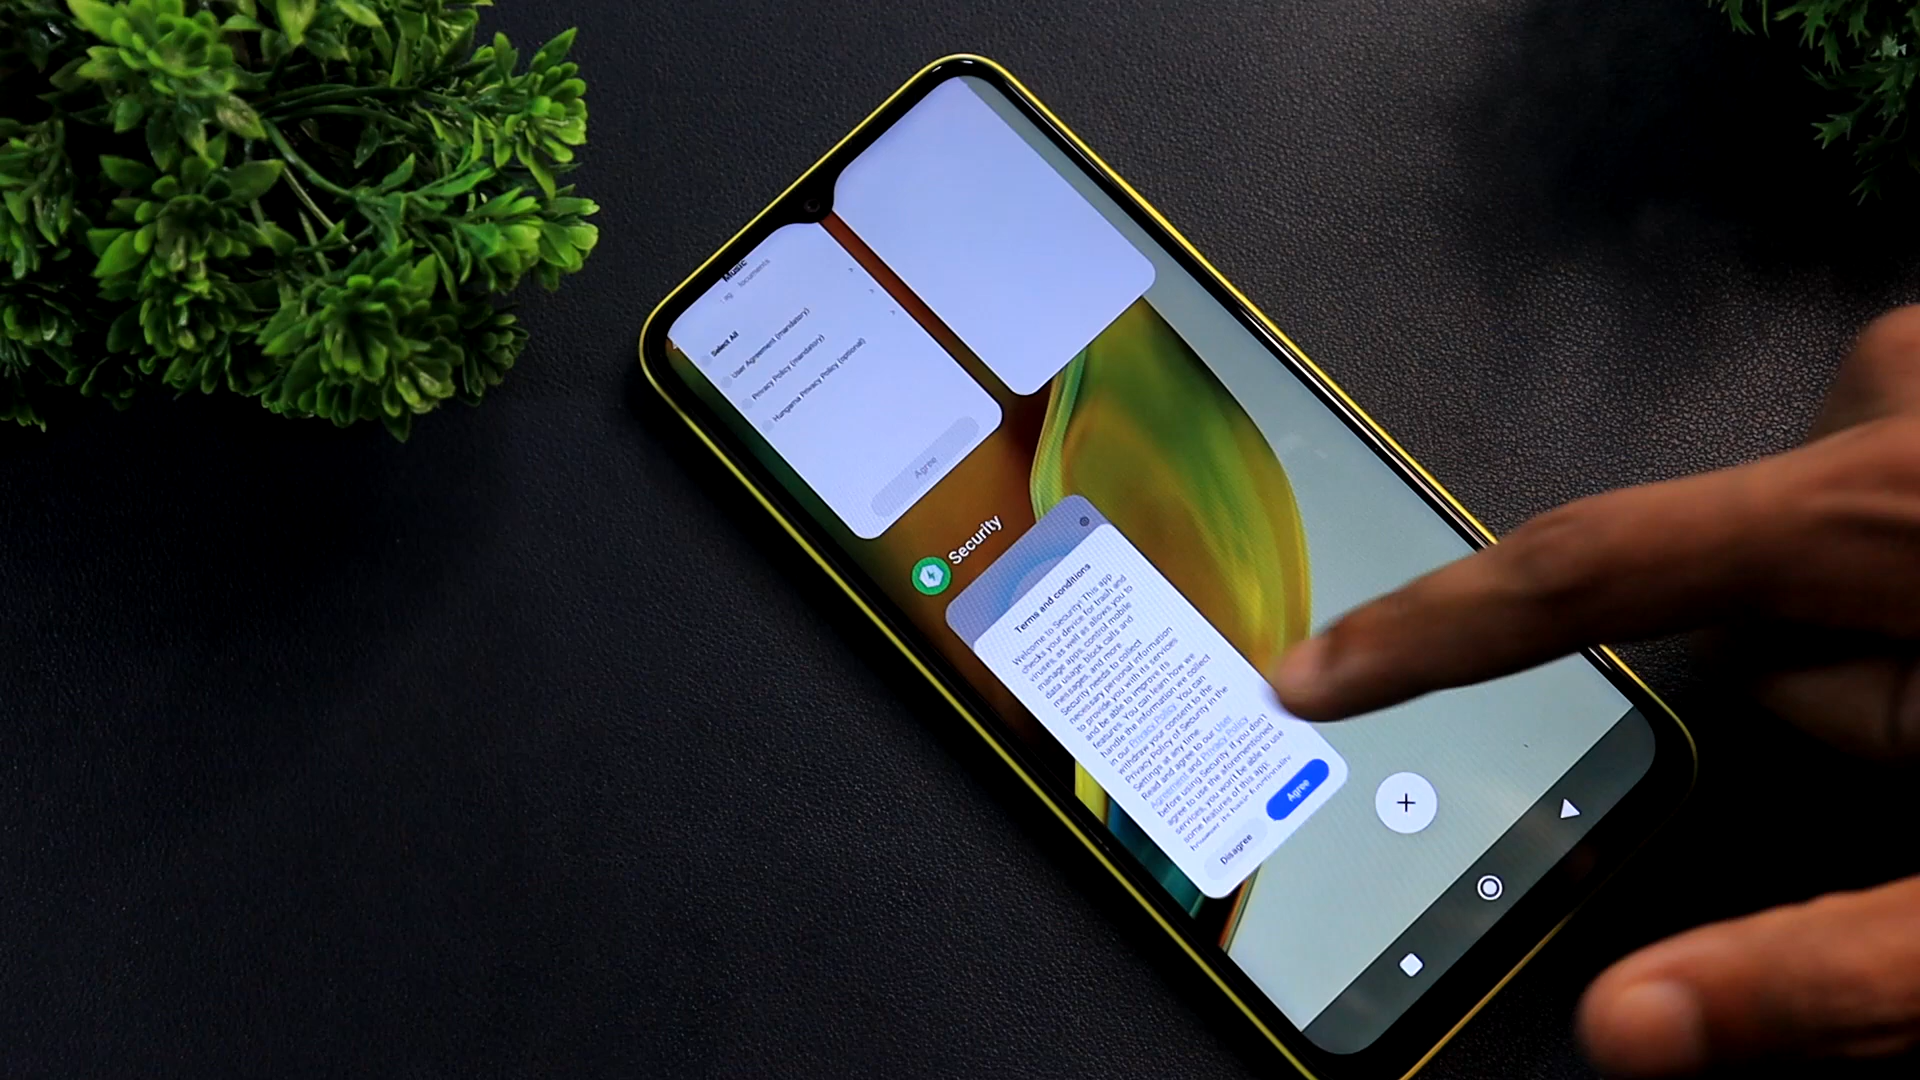 Music
documents
Select All
User Agreement (mandatory)
Privacy Policy (mandatory)
Hungama Privacy Policy (optional)
Agree
Security
Terms and conditions
Welcome to Security! This app
checks your device for trash and
viruses, as well as allows you to
manage apps, control mobile
data usage, block calls and
messages, and more.
Security needs to collect
necessary personal information
to provide you with its services
and be able to improve its
features. You can learn how we
handle the information we collect
in our Privacy Policy. You can
withdraw your consent to the
Privacy Policy of Security in the
Settings at any time.
Read and agree to our User
Agreement and Privacy Policy
before using Security. If you don't
agree to use the aforementioned
services, you won't be able to use
some features of this app,
however its basic functionality
Disagree
Agree